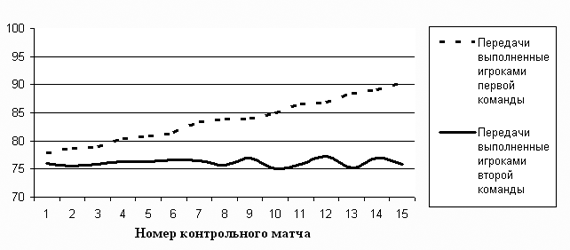 100
95
90
85
80
75
70
1 2 3 4 5 6 7 8 9 10 11 12 13 14 15
Номер контрольного матча
Передачи
выполненные
игроками
первой
команды
Передачи
выполненные
игроками
второй
команды